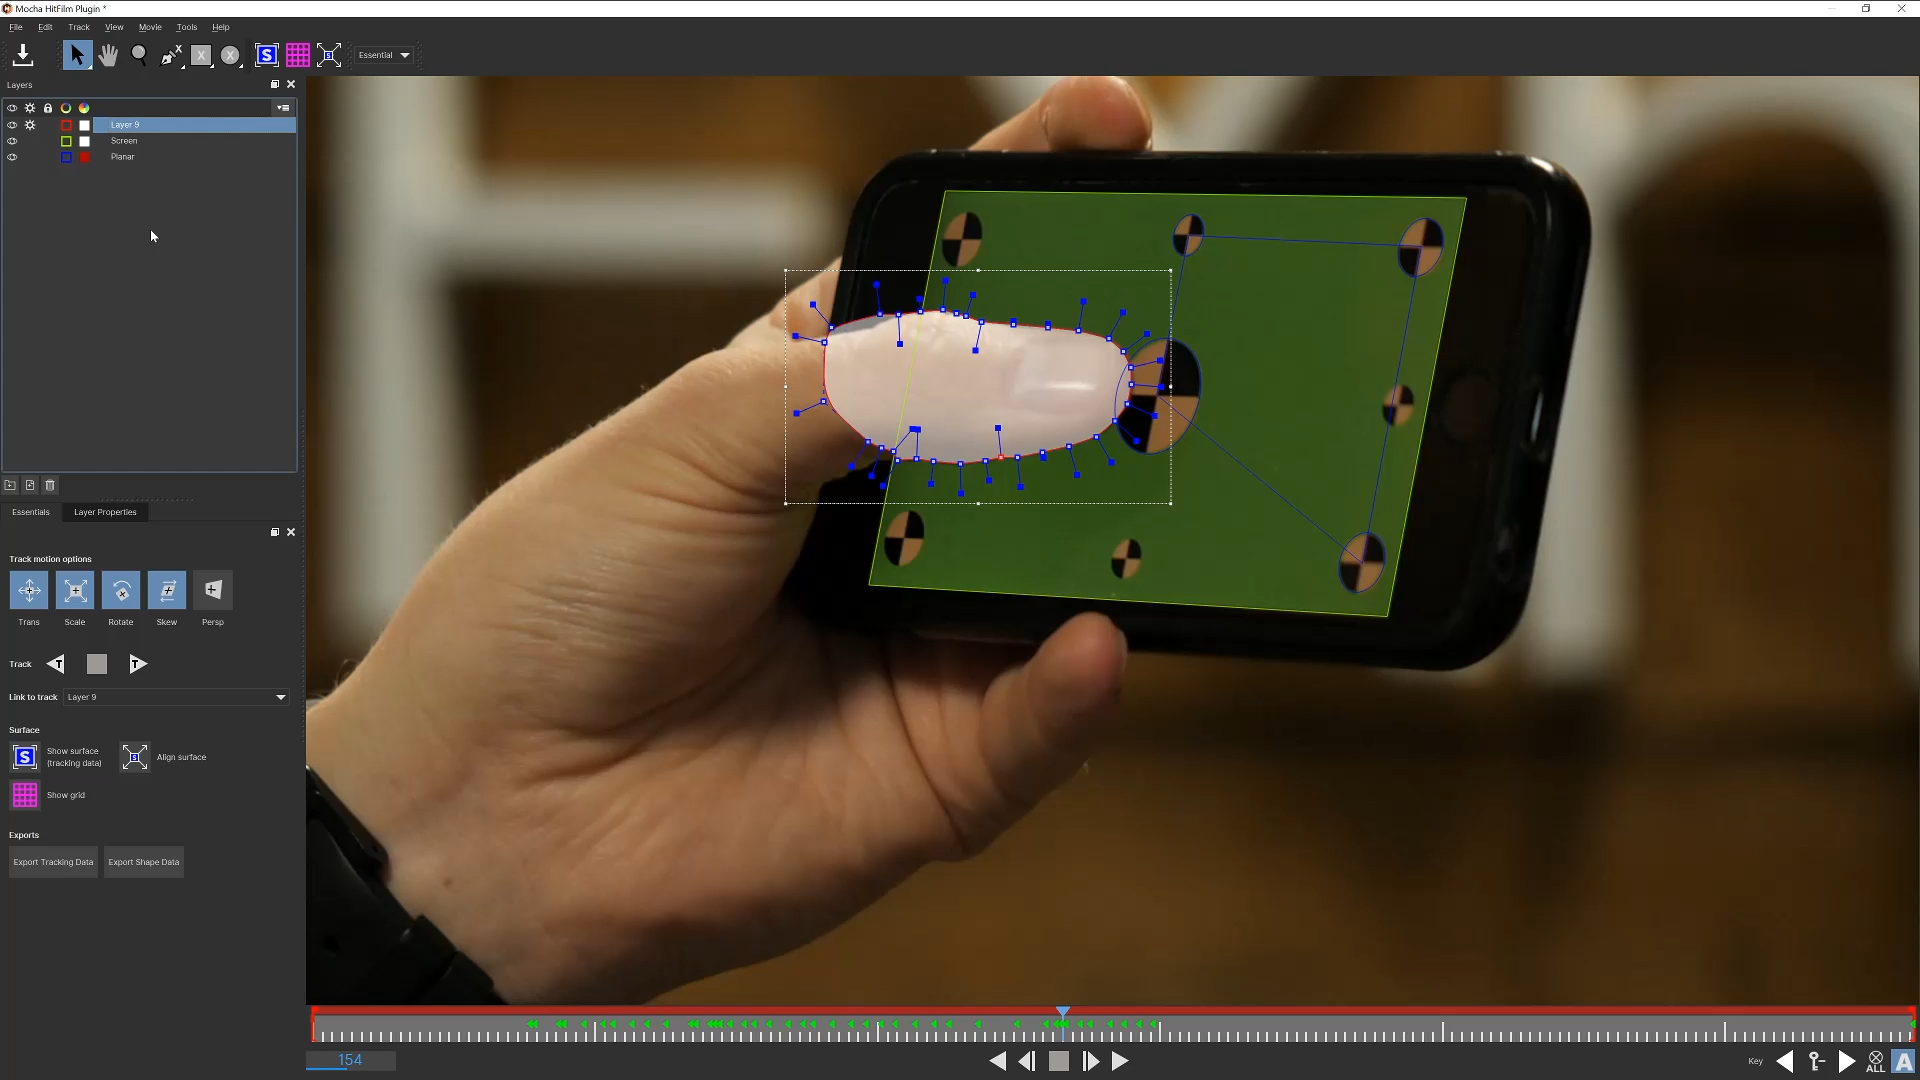 Mocha HitFilm Plugin *
File Edit Track View Movie Tools Help
S X X S Essential
Layers
Layer 9
Screen
Planar
Essentials Layer Properties
Track motion options
Trans Scale Rotate Skew Persp
Track T T
Link to track Layer 9
Surface
S Show surface (tracking data) S Align surface
Show grid
Exports
Export Tracking Data Export Shape Data
154
Key ALL A